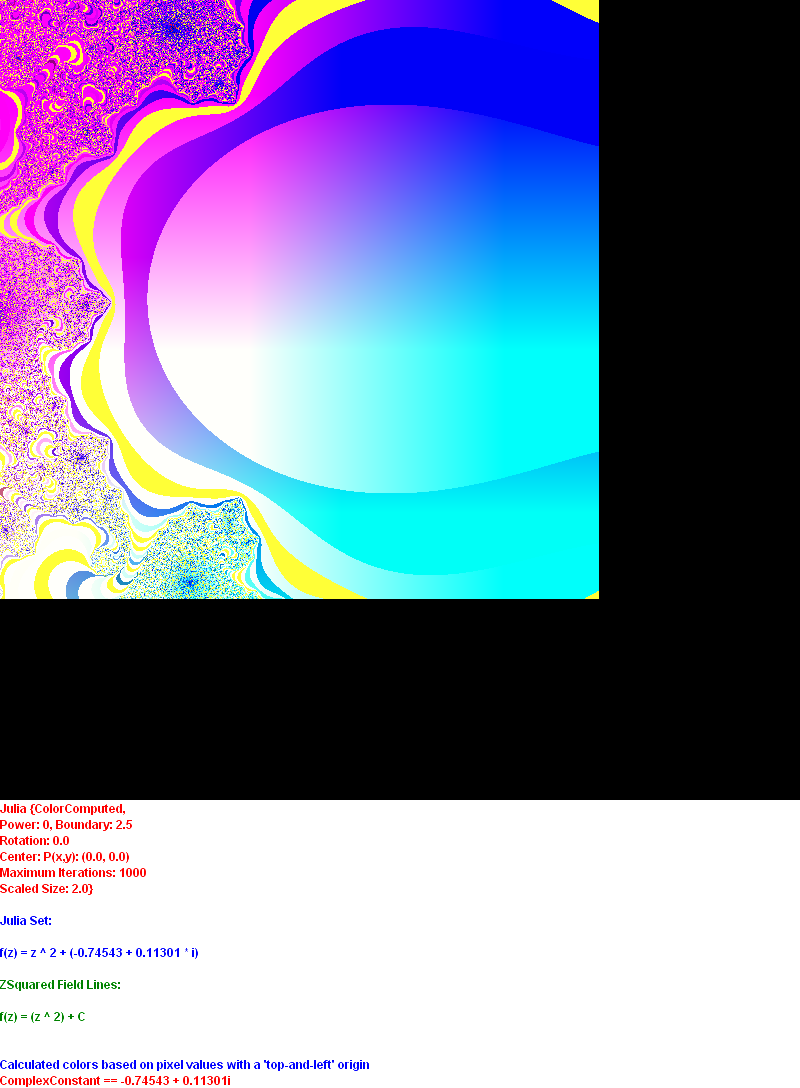 Julia {ColorComputed,
Power: 0, Boundary: 2.5
Rotation: 0.0
Center: P(x,y): (0.0, 0.0)
Maximum Iterations: 1000
Scaled Size: 2.0}
Julia Set:
f(z) = z ^ 2 + (-0.74543 + 0.11301 * i)
ZSquared Field Lines:
f(z) = (z ^ 2) + C
Calculated colors based on pixel values with a 'top-and-left' origin
ComplexConstant == -0.74543 + 0.11301i